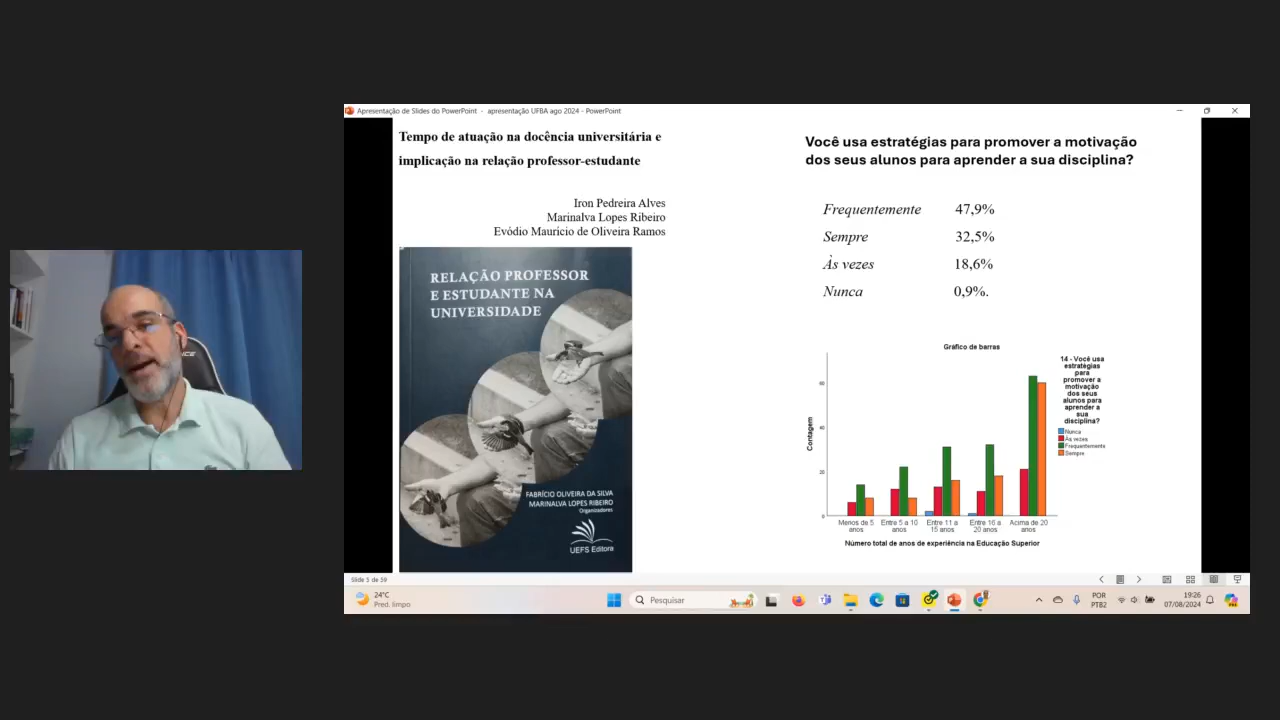 Apresentação de Slides do PowerPoint - apresentação UFBA ago 2024 - PowerPoint
Tempo de atuação na docência universitária e
implicação na relação professor-estudante
Iron Pedreira Alves
Marinalva Lopes Ribeiro
Evódio Maurício de Oliveira Ramos
RELAÇÃO PROFESSOR
E ESTUDANTE NA
UNIVERSIDADE
FABRÍCIO OLIVEIRA DA SILVA
MARINALVA LOPES RIBEIRO
Organizadores
UEFS Editora
Você usa estratégias para promover a motivação
dos seus alunos para aprender a sua disciplina?
Frequentemente 47,9%
Sempre 32,5%
Às vezes 18,6%
Nunca 0,9%.
Gráfico de barras
Contagem
60
40
20
0
Menos de 5
anos
Entre 5 a 10
anos
Entre 11 a
15 anos
Entre 16 a
20 anos
Acima de 20
anos
Número total de anos de experiência na Educação Superior
14 - Você usa
estratégias
para
promover a
motivação
dos seus
alunos para
aprender a
sua
disciplina?
Nunca
Às vezes
Frequentemente
Sempre
Slide 5 de 59
24°C
Pred. limpo
Pesquisar
POR
PTB2
19:26
07/08/2024